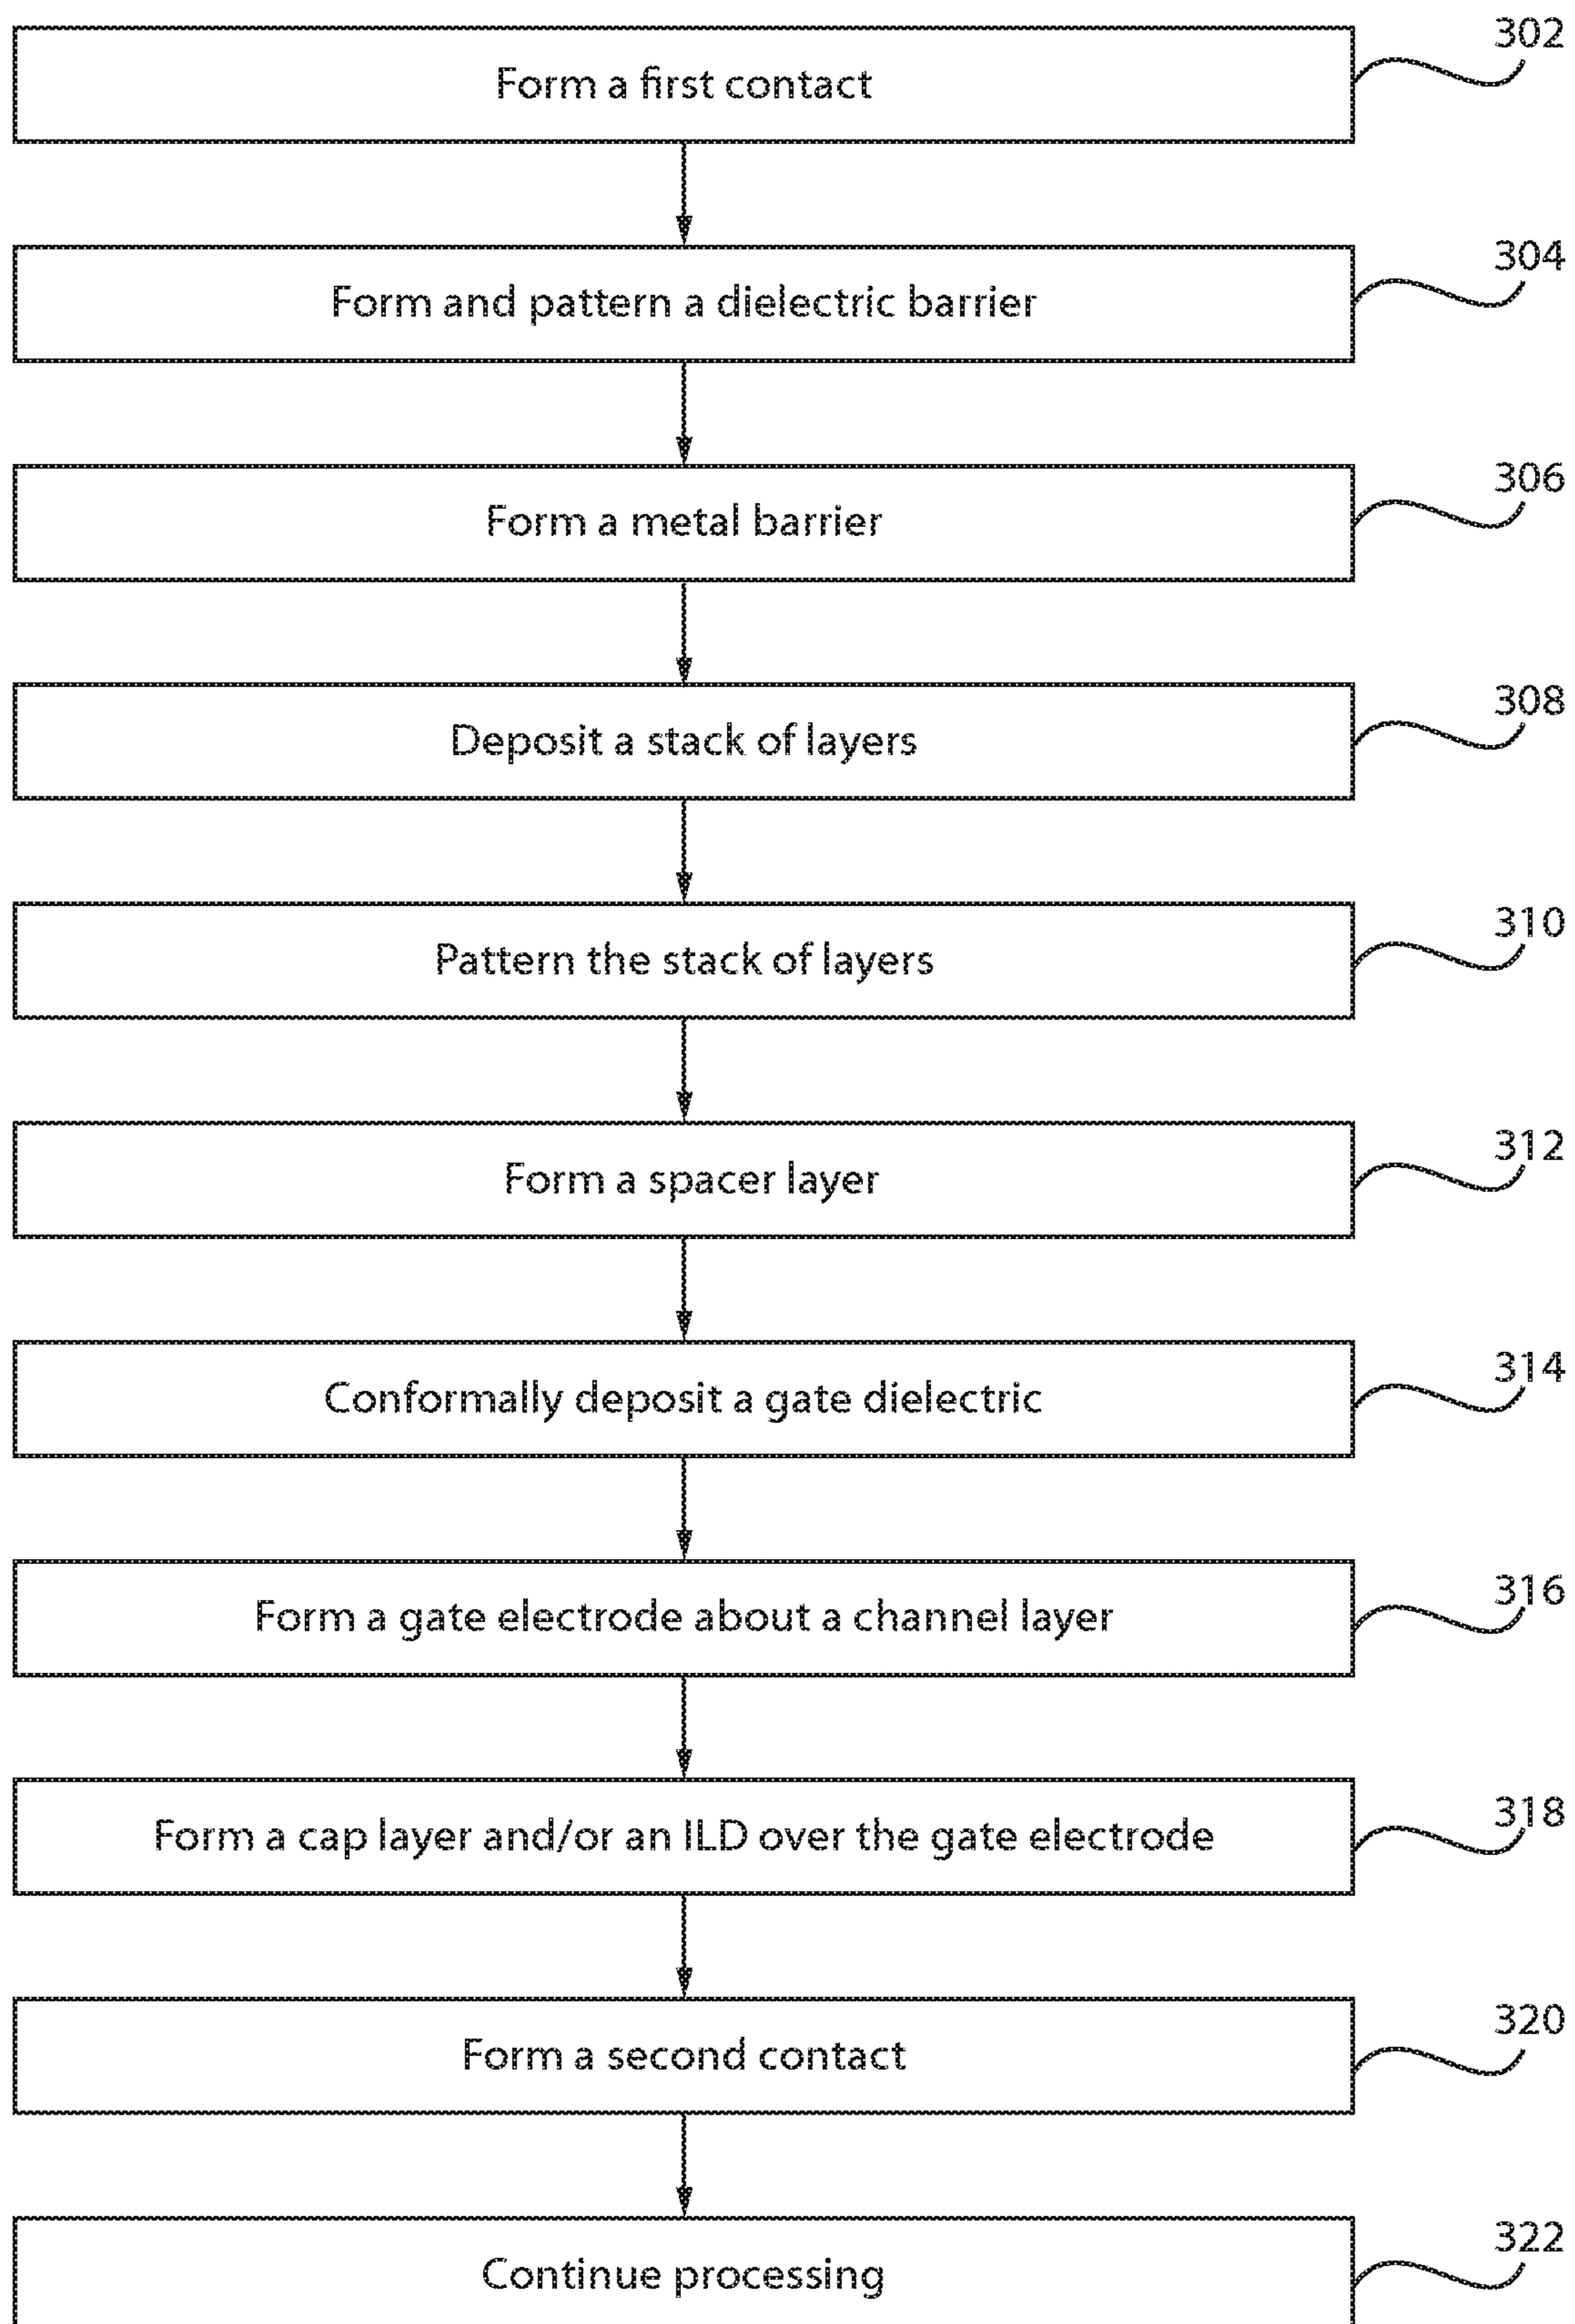 302
Form a first contact
304
Form and pattern a dielectric barrier
306
Form a metal barrier
308
Deposit a stack of layers
310
Pattern the stack of layers
312
Form a spacer layer
314
Conformally deposit a gate dielectric
316
Form a gate electrode about a channel layer
318
Form a cap layer and/or an ILD over the gate electrode
320
Form a second contact
322
Continue processing